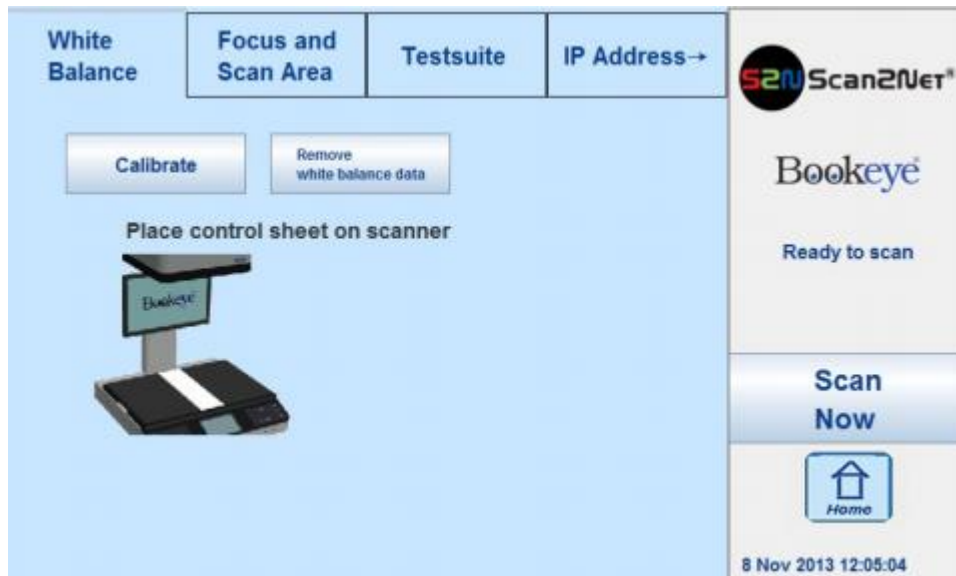 White
Balance
Focus and
Scan Area
Testsuite
IP Address→
Calibrate
Remove
white balance data
Place control sheet on scanner
Bookeye
S2N Scan2Net®
Bookeye
Ready to scan
Scan
Now
Home
8 Nov 2013 12:05:04